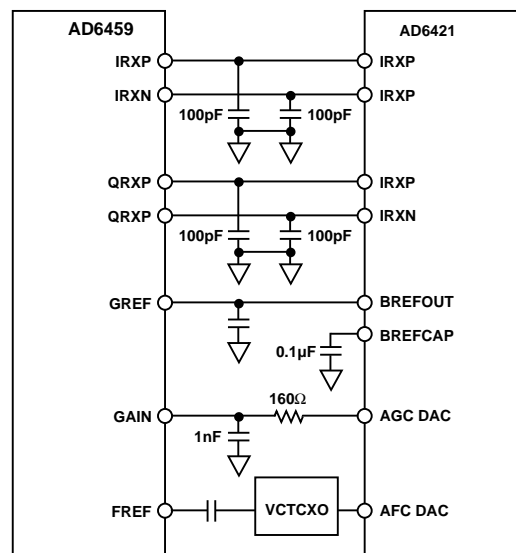 AD6459
AD6421
IRXP
IRXP
IRXN
IRXP
100pF
100pF
QRXP
IRXP
QRXP
IRXN
100pF
100pF
GREF
BREFOUT
BREFCAP
0.1µF
160Ω
GAIN
AGC DAC
1nF
FREF
VCTCXO
AFC DAC